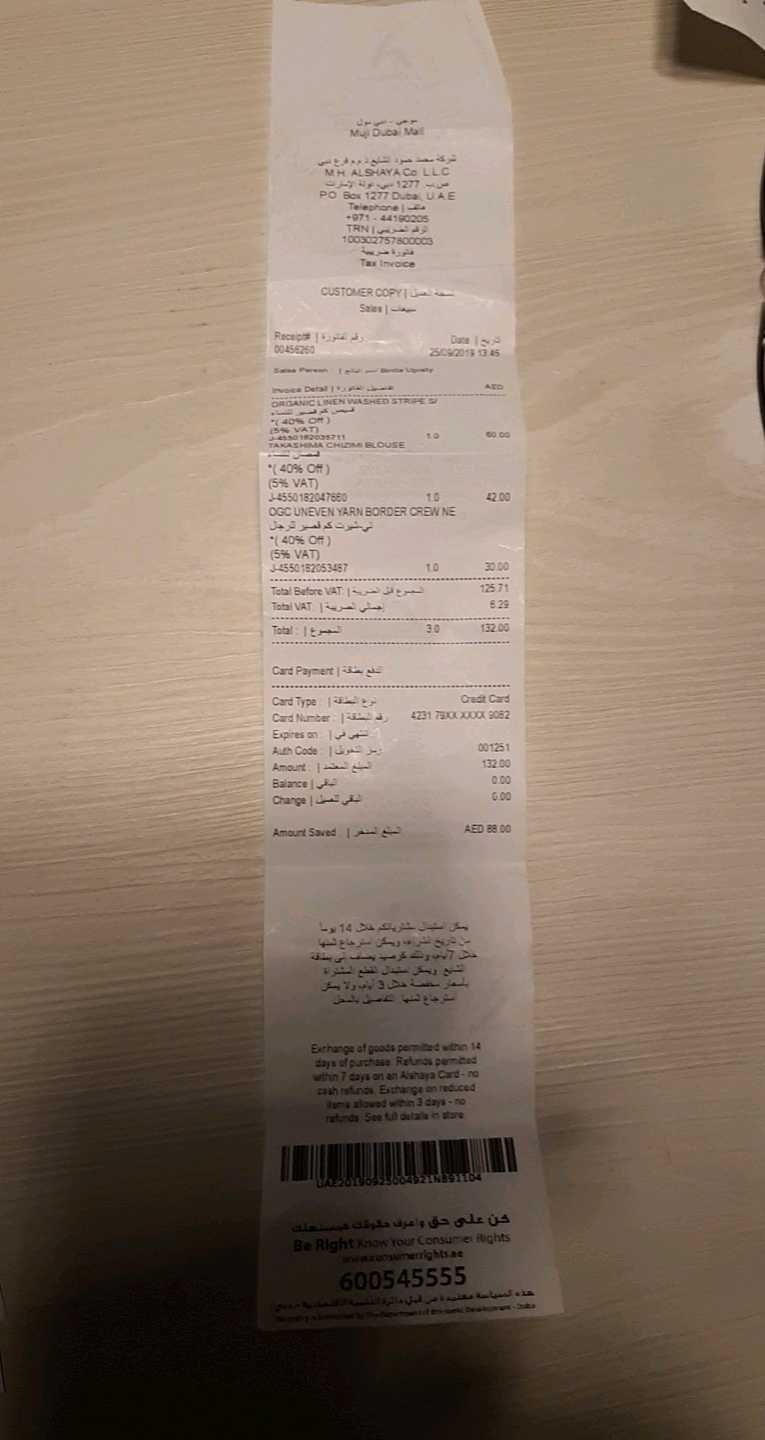 موجي - دبي مول
Muji Dubai Mall
شركة محمد حمود الشايع ذ.م.م فرع دبي
M.H. ALSHAYA Co. L.L.C
ص.ب. 1277 دبي، دولة الإمارات
P.O. Box 1277 Dubai, U.A.E
Telephone | هاتف
+971 - 44190205
TRN | الرقم الضريبي
100302757800003
فاتورة ضريبية
Tax Invoice
CUSTOMER COPY | نسخة العميل
Sales | مبيعات
Receipt# | رقم الفاتورة Date | تاريخ
00456260 25/09/2019 13:45
Sales Person : | اسم البائع Binita
Invoice Detail | تفاصيل الفاتورة AED
ORGANIC LINEN WASHED STRIPE S/
قميص كم قصير للنساء
*( 40% Off )
(5% VAT)
J-4550182035711 1.0 60.00
TAKASHIMA CHIZIMI BLOUSE
قمصان للنساء
*( 40% Off )
(5% VAT)
J-4550182047660 1.0 42.00
OGC UNEVEN YARN BORDER CREW NE
تي-شيرت كم قصير للرجال
*( 40% Off )
(5% VAT)
J-4550182053487 1.0 30.00
Total Before VAT: | المجموع قبل الضريبة 125.71
Total VAT: | إجمالي الضريبة 6.29
Total : | المجموع 3.0 132.00
Card Payment | الدفع بطاقة
Card Type : | نوع البطاقة Credit Card
Card Number : | رقم البطاقة 4231 79XX XXXX 9082
Expires on : | تنتهي في
Auth Code : | رمز التخويل 001251
Amount : | المبلغ المعتمد 132.00
Balance | الباقي 0.00
Change | الباقي للعميل 0.00
Amount Saved : | المبلغ المدخر AED 88.00
يمكن استبدال مشترياتكم خلال 14 يوماً
من تاريخ الشراء، ويمكن استرجاع ثمنها
خلال 7 أيام، وذلك كرصيد يضاف إلى بطاقة
الشايع. ويمكن استبدال القطع المشتراة
بأسعار مخفضة خلال 3 أيام، ولا يمكن
استرجاع ثمنها. التفاصيل بالمحل
Exchange of goods permitted within 14
days of purchase. Refunds permitted
within 7 days on an Alshaya Card - no
cash refunds. Exchange on reduced
items allowed within 3 days - no
refunds. See full details in store.
UAE20190925004921NB91104
كن على حق واعرف حقوقك كمستهلك
Be Right Know Your Consumer Rights
www.consumerrights.ae
600545555
هذه السياسة معتمدة من قبل دائرة التنمية الاقتصادية - دبي
by The Department of Economic Development - Dubai